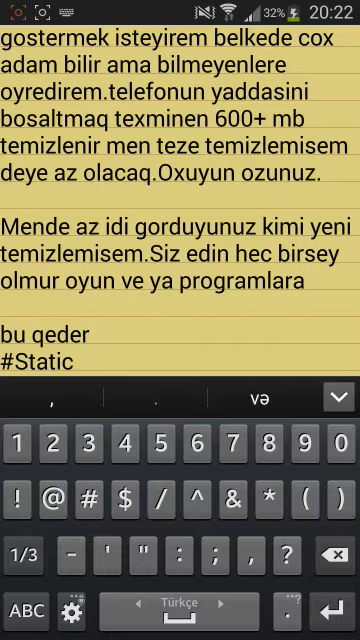 32% 20:22
gostermek isteyirem belkede cox
adam bilir ama bilmeyenlere
oyredirem.telefonun yaddasini
bosaltmaq texminen 600+ mb
temizlenir men teze temizlemisem
deye az olacaq.Oxuyun ozunuz.
Mende az idi gorduyunuz kimi yeni
temizlemisem.Siz edin hec birsey
olmur oyun ve ya programlara
bu qeder
#Static
, . və
1 2 3 4 5 6 7 8 9 0
! @ # $ / ^ & * ( )
1/3 - ' " : ; , ?
ABC Türkçe . ...?